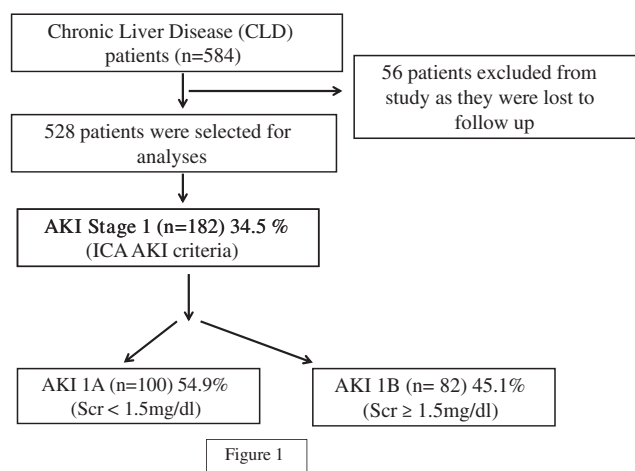 Chronic Liver Disease (CLD)
patients (n=584)
56 patients excluded from
study as they were lost to
follow up
528 patients were selected for
analyses
AKI Stage 1 (n=182) 34.5 %
(ICA AKI criteria)
AKI 1A (n=100) 54.9%
(Scr < 1.5mg/dl)
AKI 1B (n= 82) 45.1%
(Scr ≥ 1.5mg/dl)
Figure 1